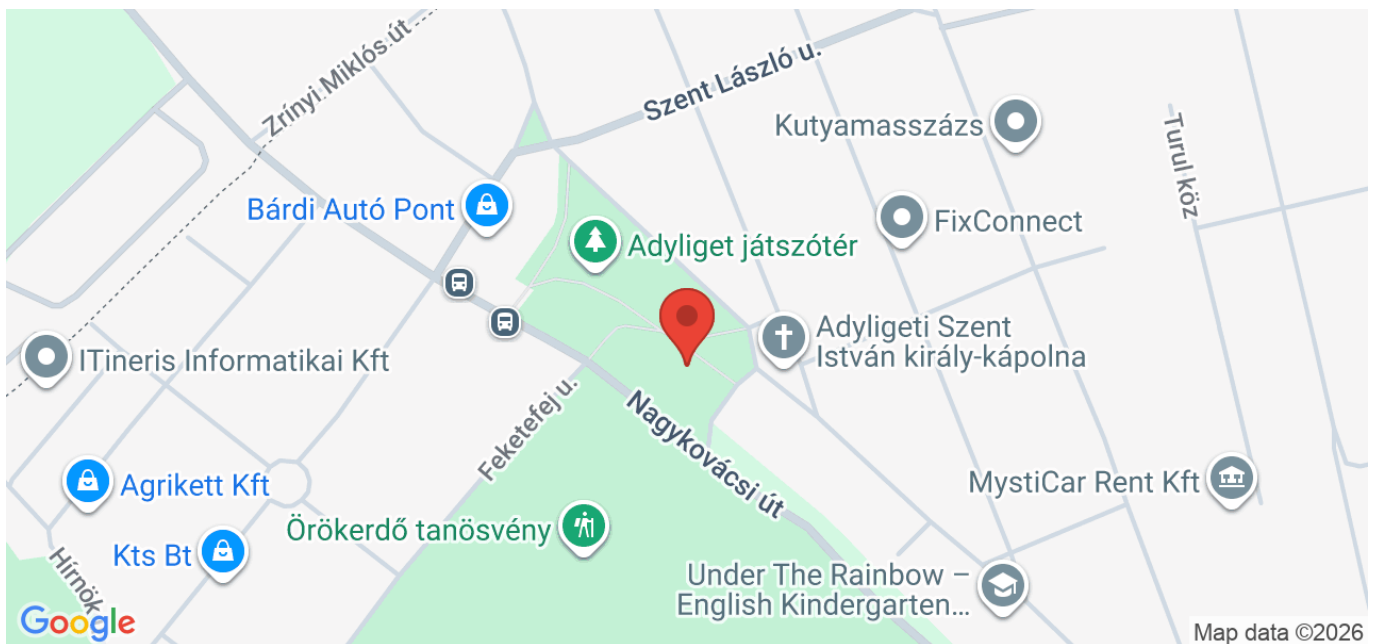 Zrínyi Miklós út
Szent László u.
Kutyamasszázs
Turul köz
Bárdi Autó Pont
FixConnect
Adyliget játszótér
Adyligeti Szent
István király-kápolna
ITineris Informatikai Kft
Feketefej u.
Nagykovácsi út
Agrikett Kft
MystiCar Rent Kft
Örökerdő tanösvény
Kts Bt
Hírnök
Under The Rainbow –
English Kindergarten...
Google
Map data ©2026